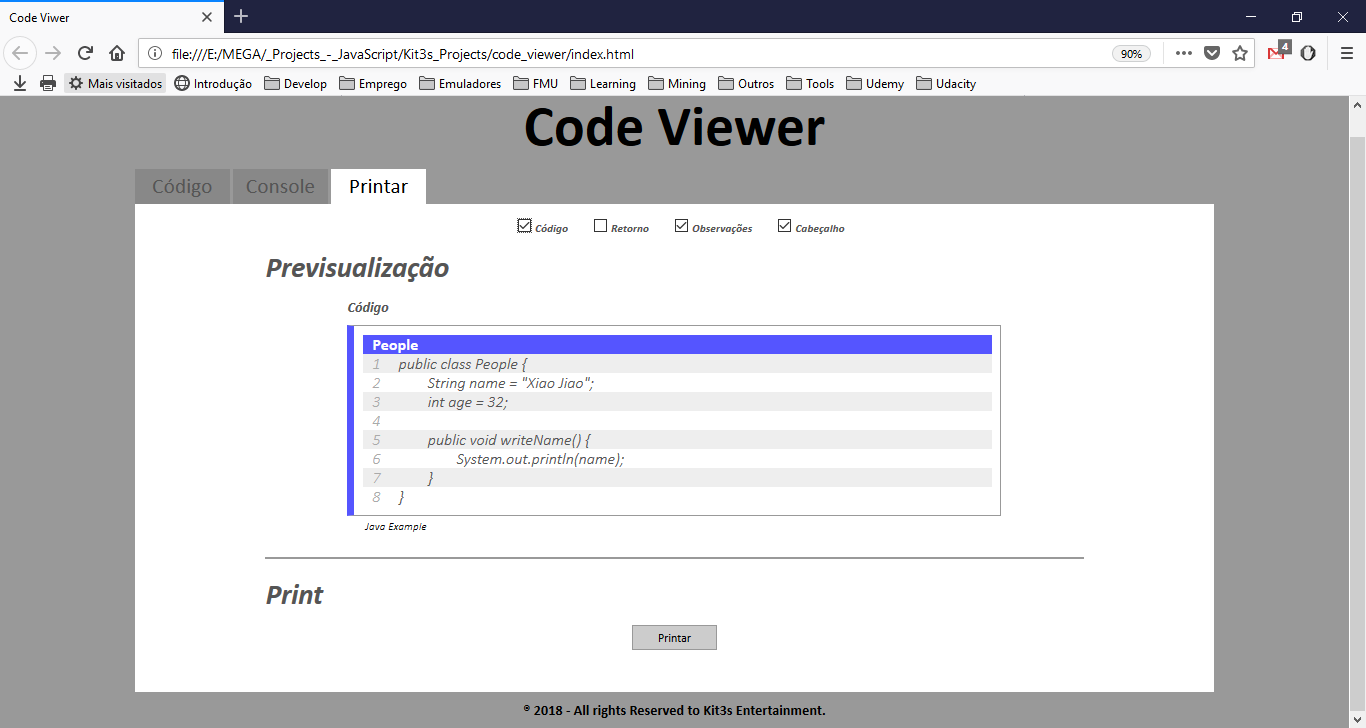 Code Viwer
file:///E:/MEGA/_Projects_-_JavaScript/Kit3s_Projects/code_viewer/index.html 90% 4
Mais visitados Introdução Develop Emprego Emuladores FMU Learning Mining Outros Tools Udemy Udacity
Code Viewer
Código Console Printar
Código Retorno Observações Cabeçalho
Previsualização
Código
People
1 public class People {
2 String name = "Xiao Jiao";
3 int age = 32;
4
5 public void writeName() {
6 System.out.println(name);
7 }
8 }
Java Example
Print
Printar
® 2018 - All rights Reserved to Kit3s Entertainment.